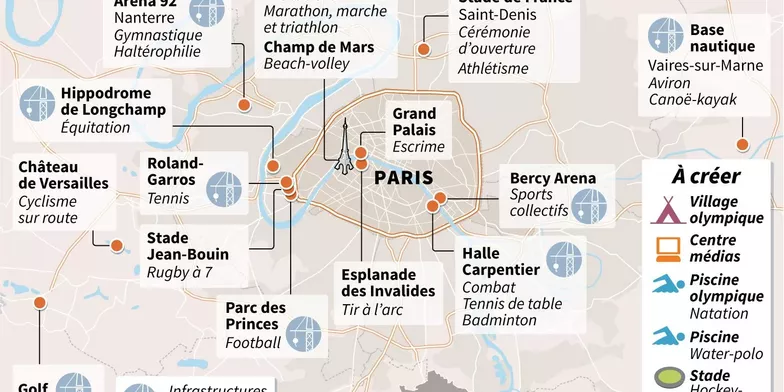 Arena 92
Nanterre
Gymnastique
Haltérophilie
Marathon, marche
et triathlon
Champ de Mars
Beach-volley
Stade de France
Saint-Denis
Cérémonie
d'ouverture
Athlétisme
Base
nautique
Vaires-sur-Marne
Aviron
Canoë-kayak
Hippodrome
de Longchamp
Équitation
Grand
Palais
Escrime
Château
de Versailles
Cyclisme
sur route
Roland-
Garros
Tennis
PARIS
Bercy Arena
Sports
collectifs
Stade
Jean-Bouin
Rugby à 7
Esplanade
des Invalides
Tir à l'arc
Halle
Carpentier
Combat
Tennis de table
Badminton
Parc des
Princes
Football
Golf
Infrastructures
À créer
Village
olympique
Centre
médias
Piscine
olympique
Natation
Piscine
Water-polo
Stade
Hockey-